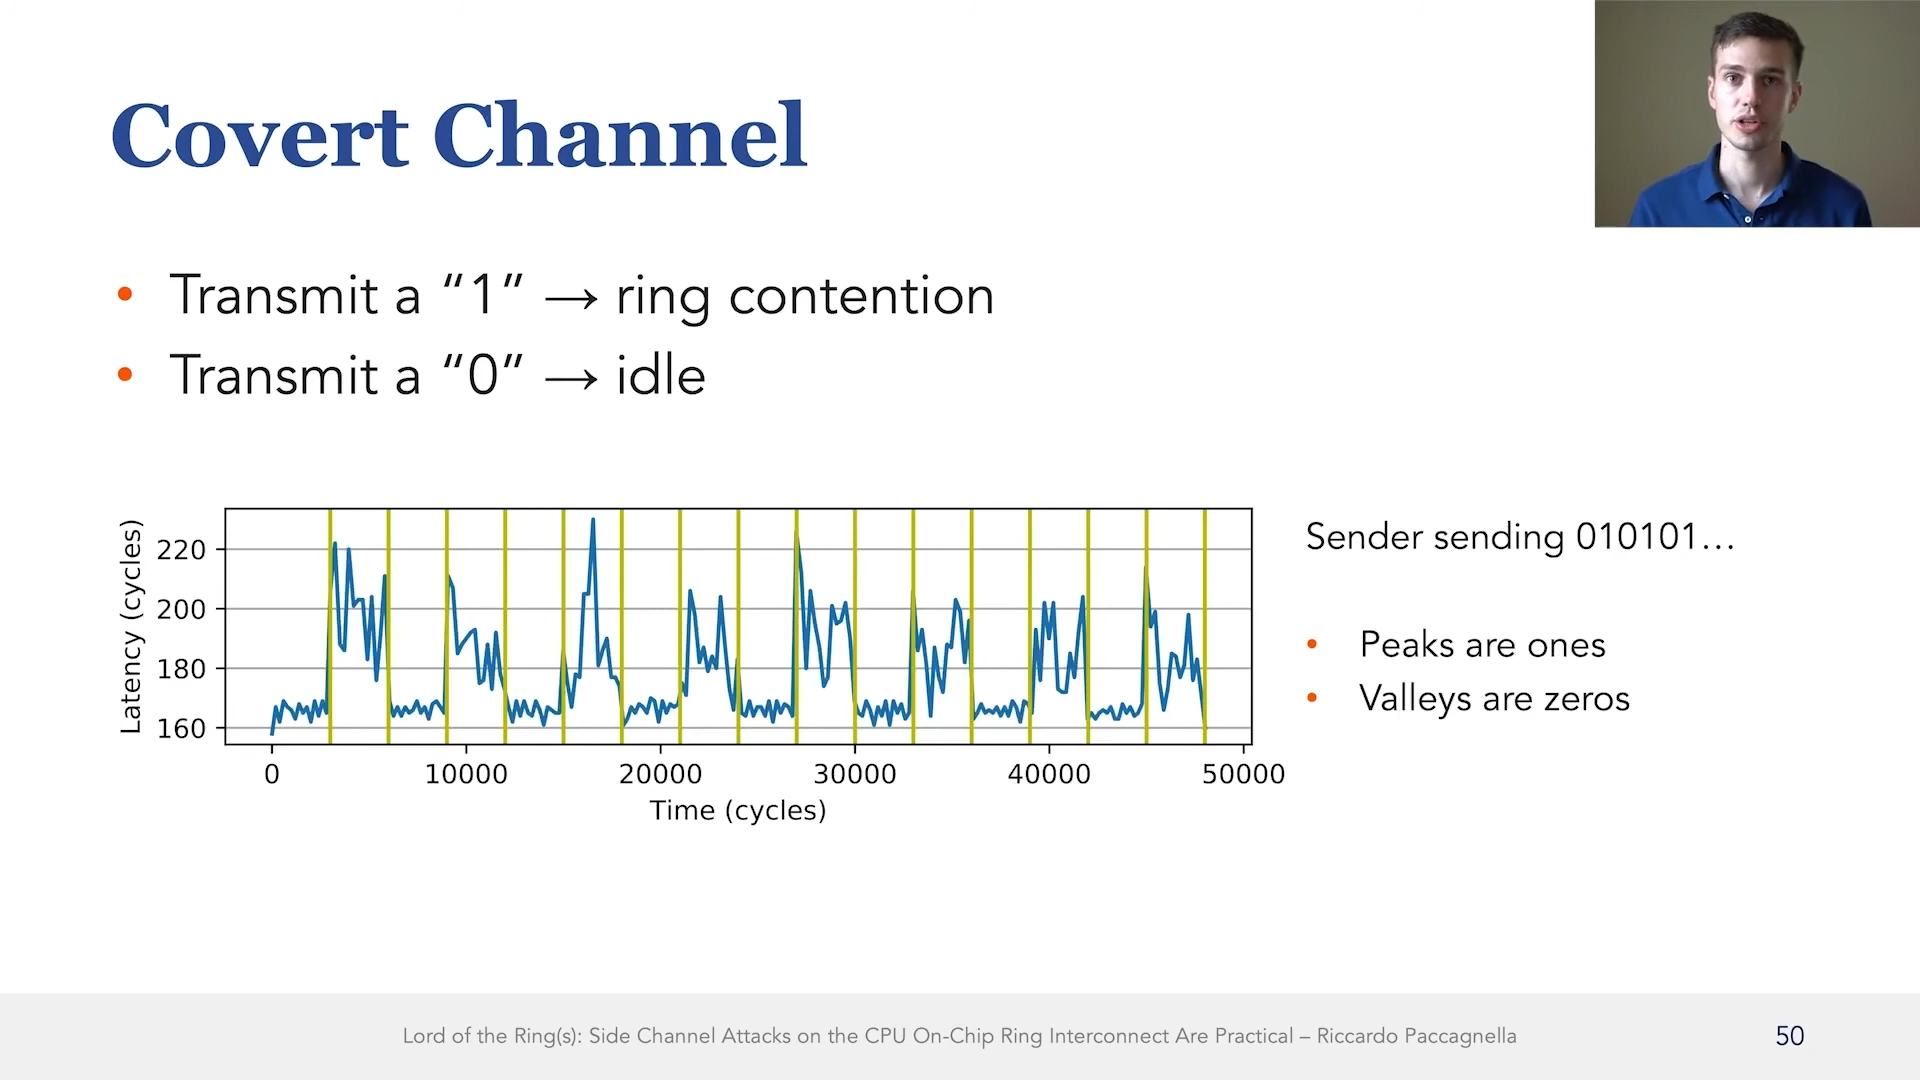 Covert Channel
• Transmit a “1” → ring contention
• Transmit a “0” → idle
Latency (cycles)
220
200
180
160
0 10000 20000 30000 40000 50000
Time (cycles)
Sender sending 010101...
• Peaks are ones
• Valleys are zeros
Lord of the Ring(s): Side Channel Attacks on the CPU On-Chip Ring Interconnect Are Practical – Riccardo Paccagnella
50